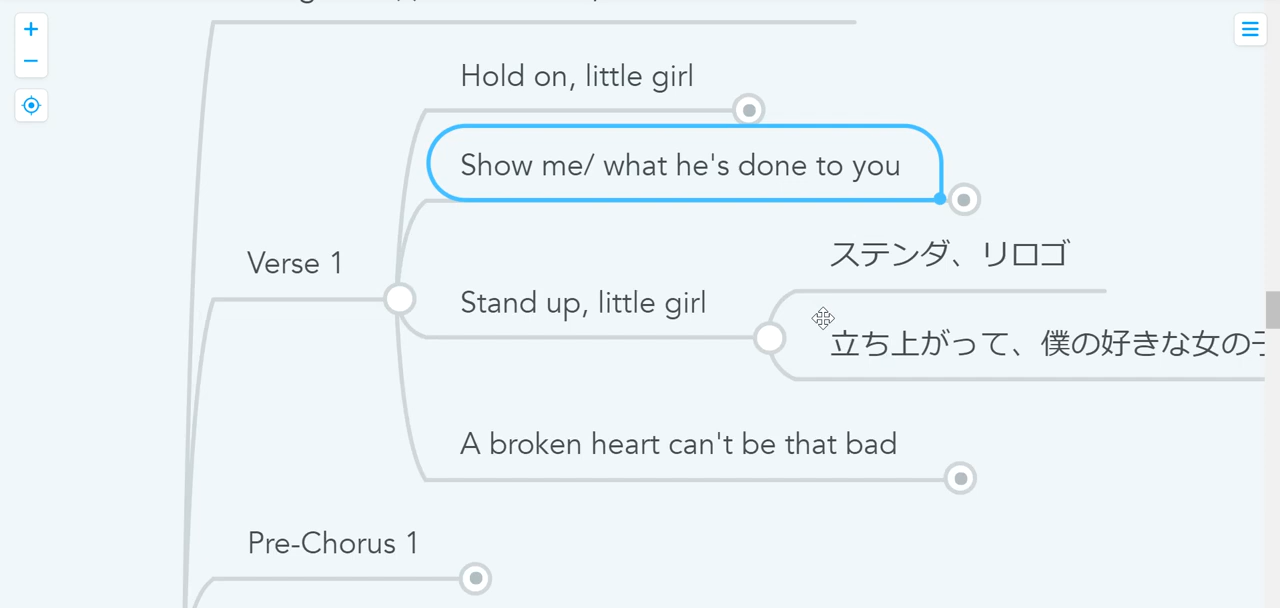 Hold on, little girl
Show me/ what he's done to you
Verse 1
Stand up, little girl
ステンダ、リロゴ
立ち上がって、僕の好きな女の
A broken heart can't be that bad
Pre-Chorus 1